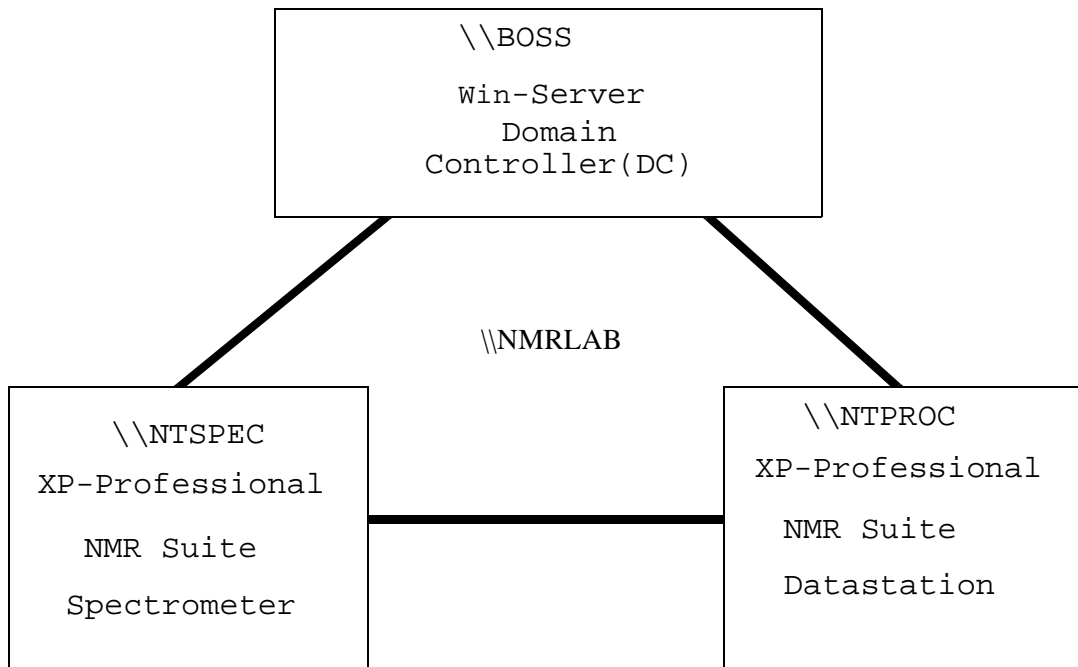 \\BOSS
Win-Server
Domain
Controller(DC)
\\NMRLAB
\\NTSPEC
XP-Professional
NMR Suite
Spectrometer
\\NTPROC
XP-Professional
NMR Suite
Datastation